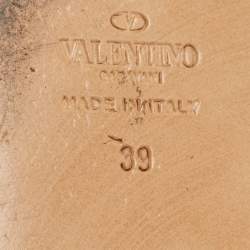 VALENTINO
GARAVANI
MADE IN ITALY
39